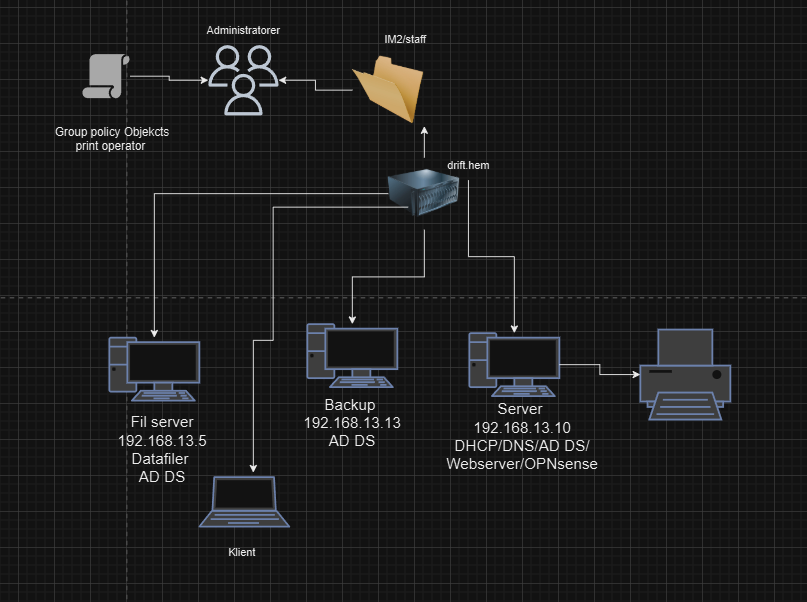 Administratorer
IM2/staff
Group policy Objekcts
print operator
drift.hem
Fil server
192.168.13.5
Datafiler
AD DS
Backup
192.168.13.13
AD DS
Server
192.168.13.10
DHCP/DNS/AD DS/
Webserver/OPNsense
Klient